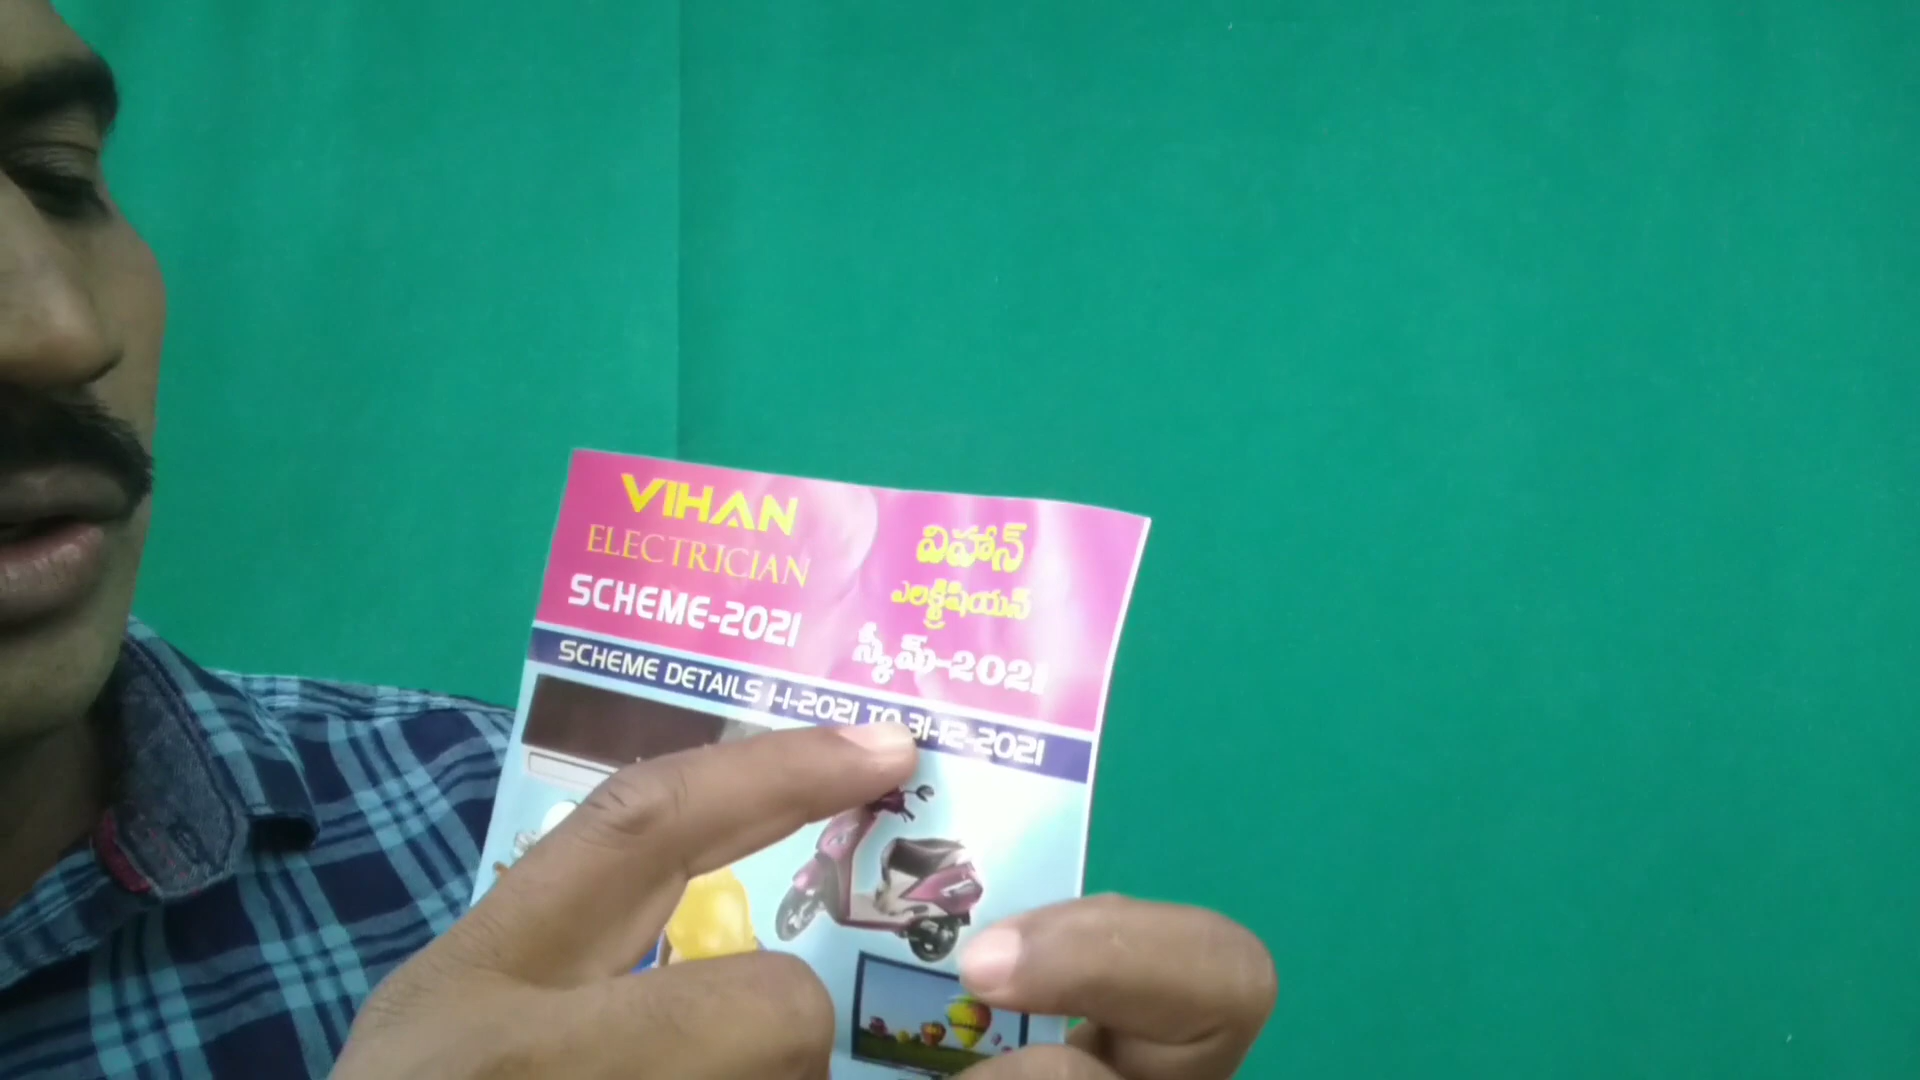 VIHAN
ELECTRICIAN
SCHEME-2021
విహాన్
ఎలక్ట్రిషియన్
స్కీమ్-2021
SCHEME DETAILS 1-1-2021 TO 31-12-2021